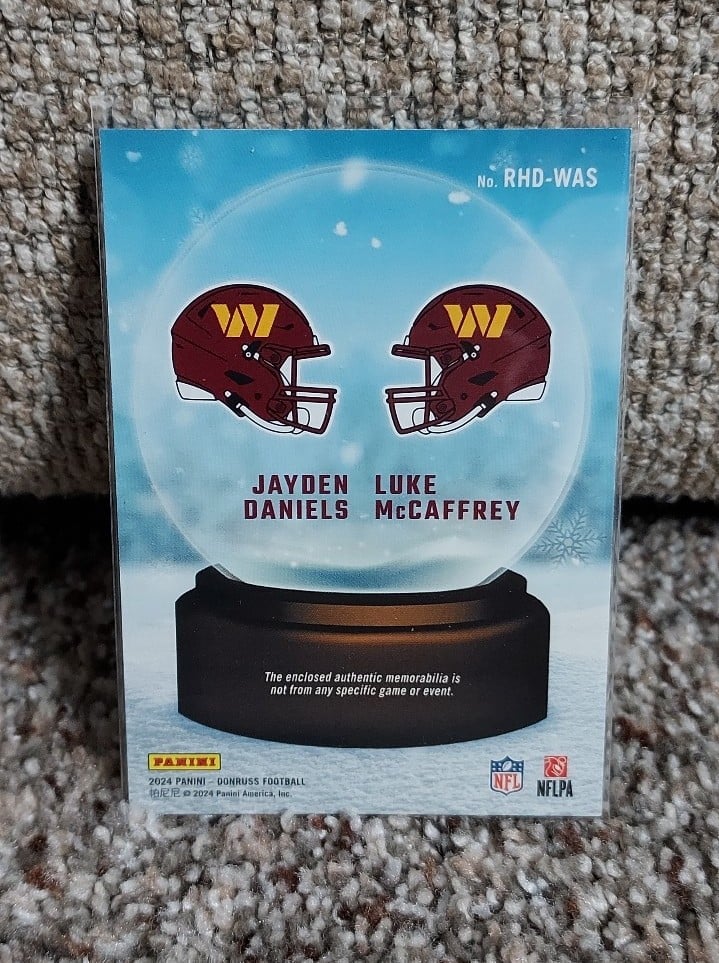 No. RHD-WAS
W W
JAYDEN LUKE
DANIELS McCAFFREY
The enclosed authentic memorabilia is
not from any specific game or event.
PANINI
2024 PANINI - DONRUSS FOOTBALL
帕尼尼 © 2024 Panini America, Inc.
NFL
NFLPA